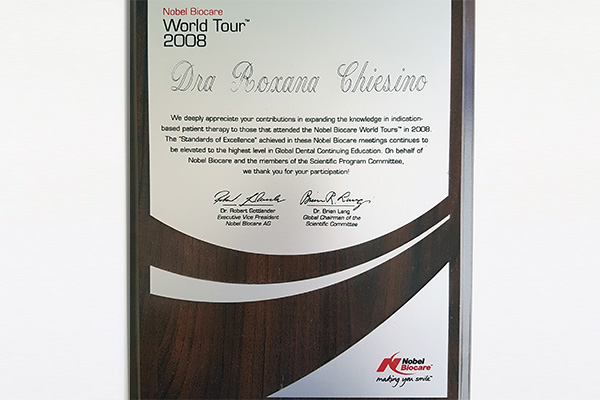 Nobel Biocare
World Tour™
2008
Dra Roxana Chiesino
We deeply appreciate your contributions in expanding the knowledge in indication-
based patient therapy to those that attended the Nobel Biocare World Tours™ in 2008.
The "Standards of Excellence" achieved in these Nobel Biocare meetings continues to
be elevated to the highest level in Global Dental Continuing Education. On behalf of
Nobel Biocare and the members of the Scientific Program Committee,
we thank you for your participation!
Dr. Robert Gottlander
Executive Vice President
Nobel Biocare AG
Brien R. Lang
Dr. Brien Lang
Global Chairman of the
Scientific Committee
Nobel
Biocare™
making you smile™